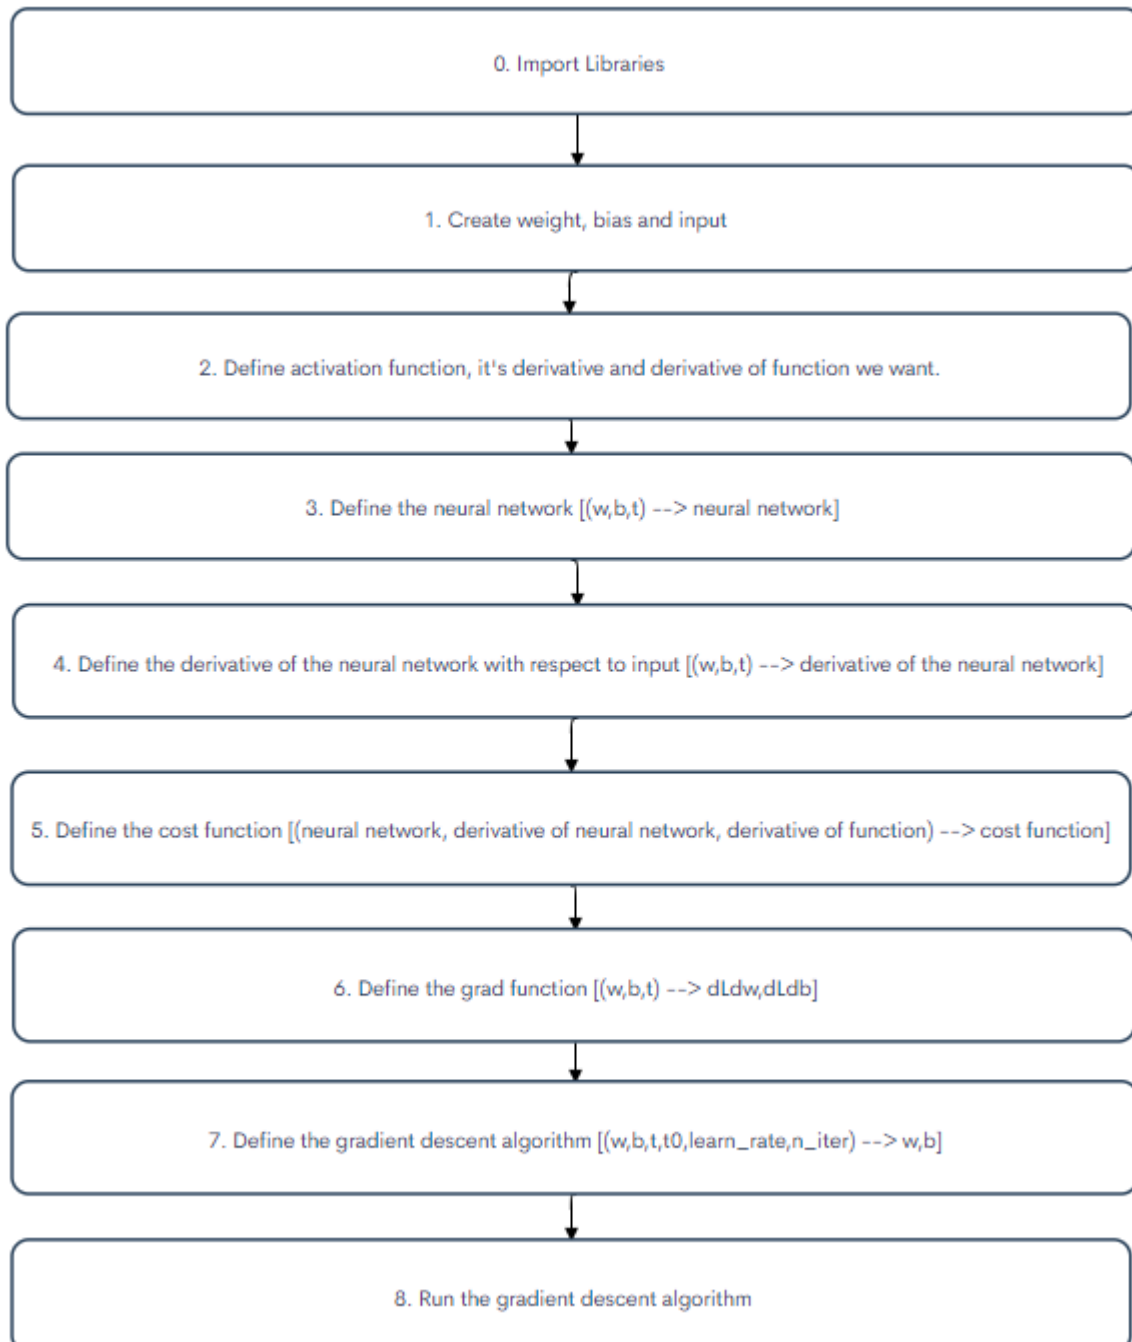 0. Import Libraries
1. Create weight, bias and input
2. Define activation function, it's derivative and derivative of function we want.
3. Define the neural network [(w,b,t) --> neural network]
4. Define the derivative of the neural network with respect to input [(w,b,t) --> derivative of the neural network]
5. Define the cost function [(neural network, derivative of neural network, derivative of function) --> cost function]
6. Define the grad function [(w,b,t) --> dLdw,dLdb]
7. Define the gradient descent algorithm [(w,b,t,t0,learn_rate,n_iter) --> w,b]
8. Run the gradient descent algorithm